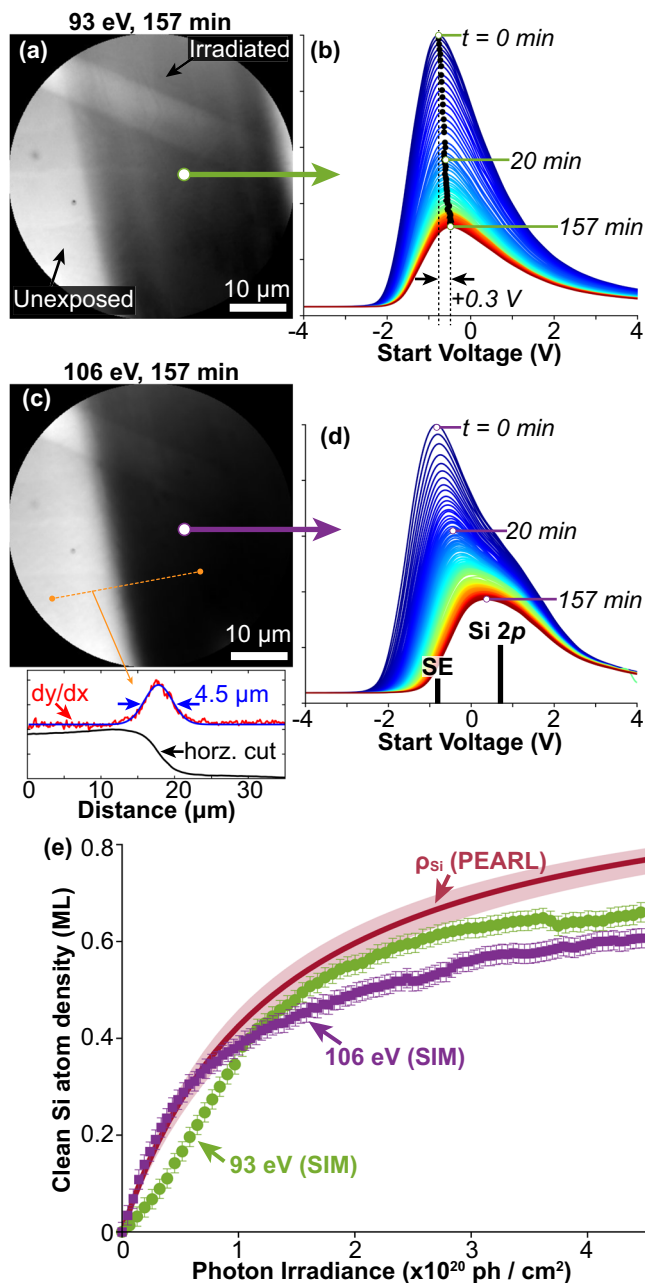 93 eV, 157 min
(a)
Irradiated
Unexposed
10 µm
(b)
t = 0 min
20 min
157 min
+0.3 V
-4 -2 0 2 4
Start Voltage (V)
106 eV, 157 min
(c)
10 µm
dy/dx
4.5 µm
horz. cut
0 10 20 30
Distance (µm)
(d)
t = 0 min
20 min
157 min
Si 2p
SE
-4 -2 0 2 4
Start Voltage (V)
(e)
0.8
0.6
0.4
0.2
0
Clean Si atom density (ML)
ρSi (PEARL)
106 eV (SIM)
93 eV (SIM)
0 1 2 3 4
Photon Irradiance (x10²⁰ ph / cm²)